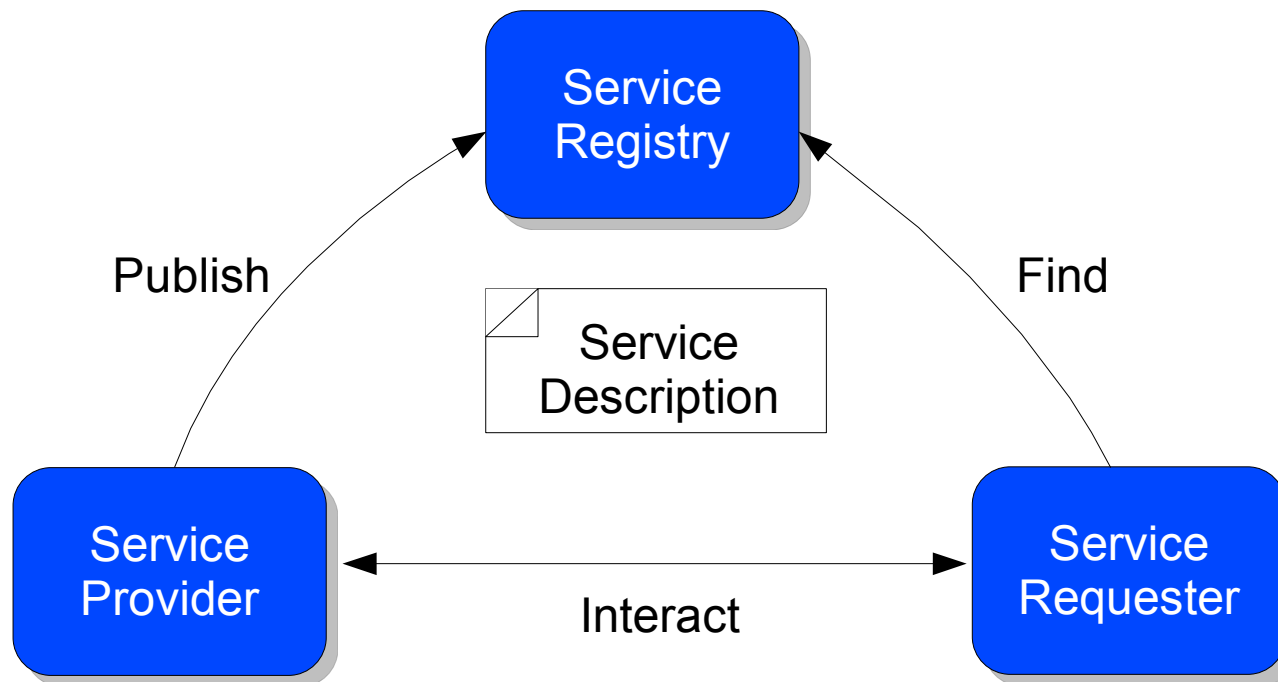 Service
Registry
Publish
Find
Service
Description
Service
Provider
Interact
Service
Requester